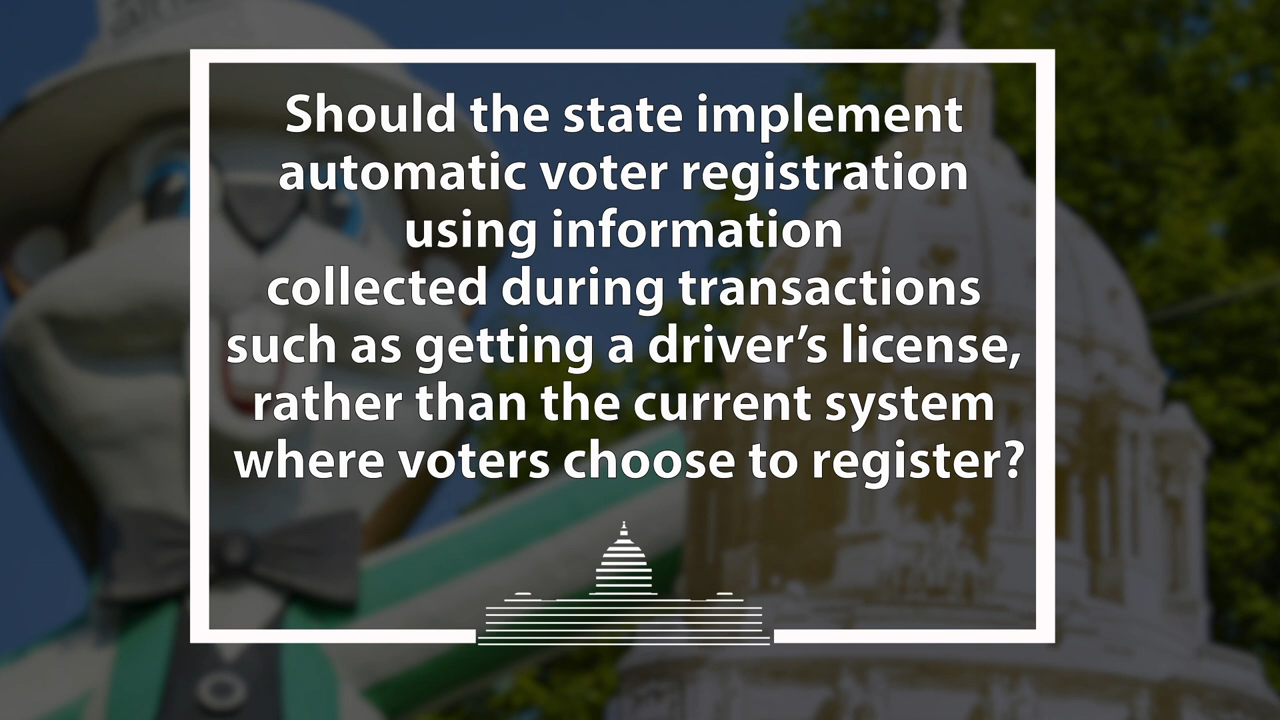 Should the state implement
automatic voter registration
using information
collected during transactions
such as getting a driver’s license,
rather than the current system
where voters choose to register?